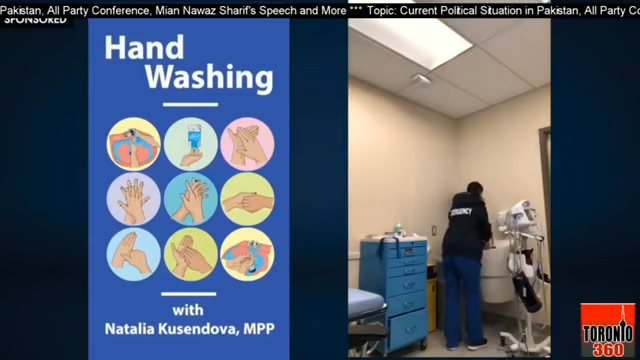 Pakistan, All Party Conference, Mian Nawaz Sharif's Speech and More *** Topic: Current Political Situation in Pakistan, All Party Co
SPONSORED
Hand
Washing
with
Natalia Kusendova, MPP
TORONTO
360